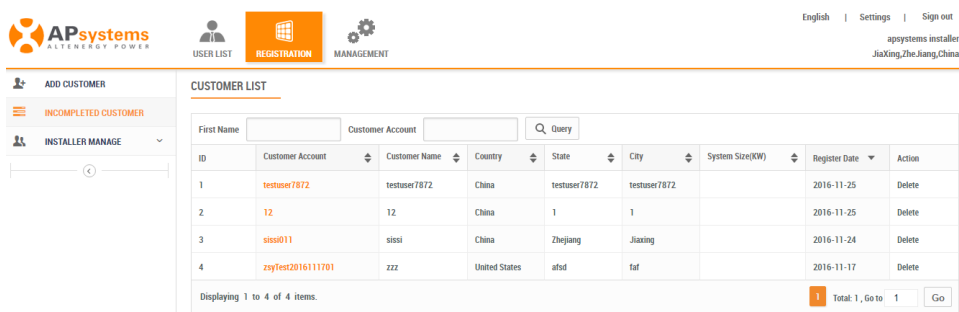 English | Settings | Sign out
APsystems
ALTENERGY POWER
USER LIST
REGISTRATION
MANAGEMENT
apsystems installer
JiaXing,ZheJiang,China
ADD CUSTOMER
INCOMPLETED CUSTOMER
INSTALLER MANAGE
CUSTOMER LIST
First Name Customer Account Query
ID Customer Account Customer Name Country State City System Size(KW) Register Date Action
1 testuser7872 testuser7872 China testuser7872 testuser7872 2016-11-25 Delete
2 12 12 China 1 1 2016-11-25 Delete
3 sissi011 sissi China Zhejiang Jiaxing 2016-11-24 Delete
4 zsyTest2016111701 zzz United States afsd faf 2016-11-17 Delete
Displaying 1 to 4 of 4 items. 1 Total: 1 , Go to 1 Go